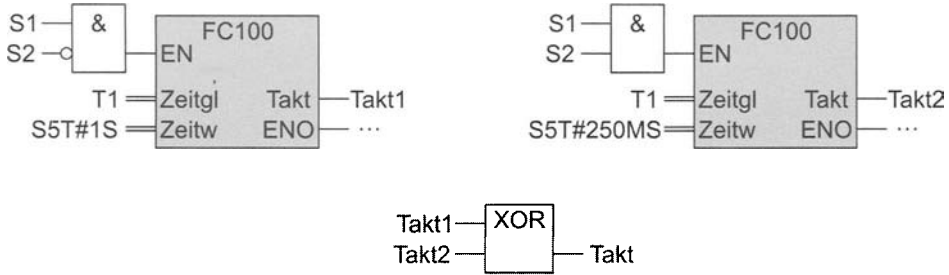 S1
&
S2
FC100
EN
T1
Zeitgl
Takt
Takt1
S5T#1S
Zeitw
ENO
...
S1
&
S2
FC100
EN
T1
Zeitgl
Takt
Takt2
S5T#250MS
Zeitw
ENO
...
Takt1
XOR
Takt2
Takt